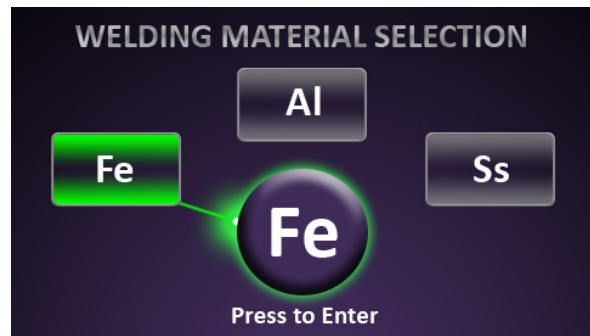 WELDING MATERIAL SELECTION
Al
Fe
Ss
Fe
Press to Enter